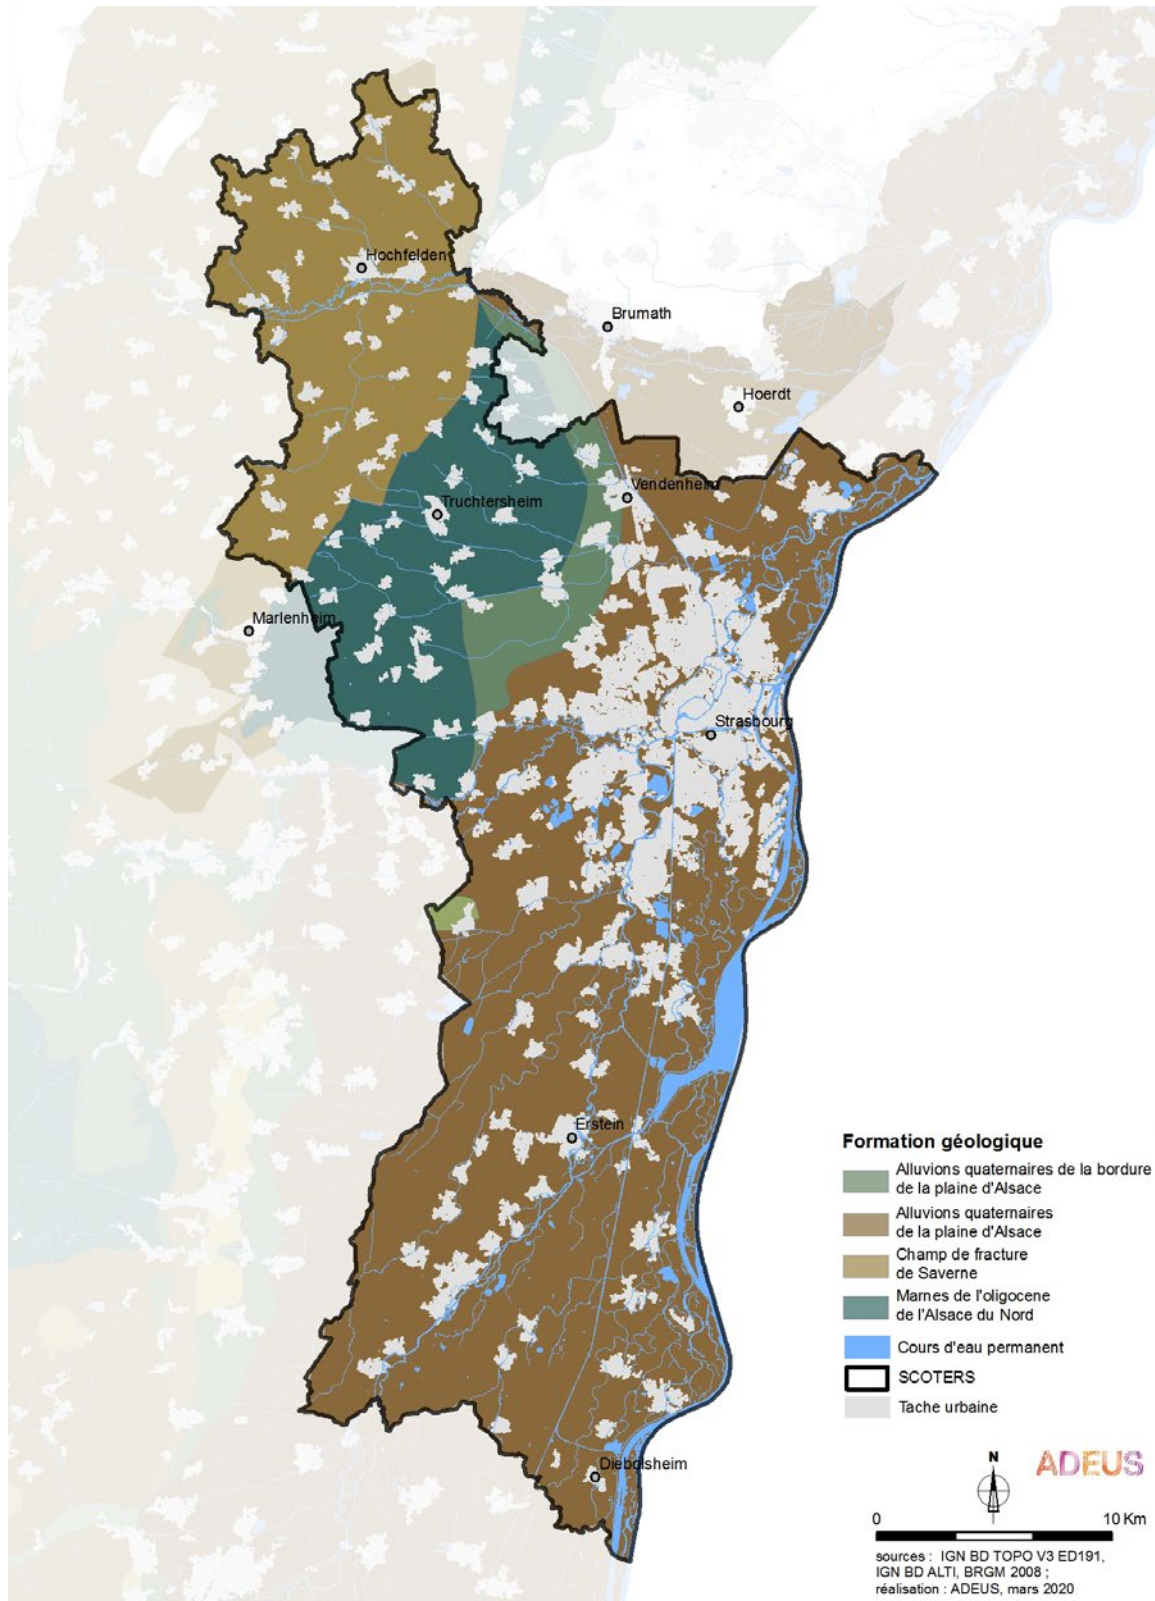 Hochfelden
Brumath
Hoerdt
Vendenheim
Truchtersheim
Marlenheim
Strasbourg
Erstein
Diebolsheim
Formation géologique
Alluvions quaternaires de la bordure
de la plaine d'Alsace
Alluvions quaternaires
de la plaine d'Alsace
Champ de fracture
de Saverne
Marnes de l'oligocene
de l'Alsace du Nord
Cours d'eau permanent
SCOTERS
Tache urbaine
N
ADEUS
0 10 Km
sources : IGN BD TOPO V3 ED191,
IGN BD ALTI, BRGM 2008 ;
réalisation : ADEUS, mars 2020